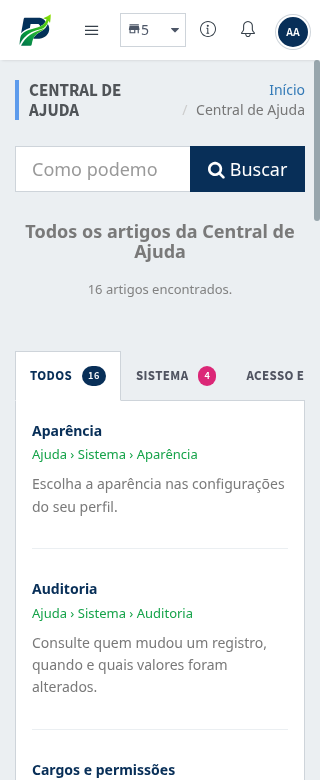 5
AA
CENTRAL DE
AJUDA
Início
/ Central de Ajuda
Como podemo
Buscar
Todos os artigos da Central de
Ajuda
16 artigos encontrados.
TODOS 16 SISTEMA 4 ACESSO E
Aparência
Ajuda › Sistema › Aparência
Escolha a aparência nas configurações
do seu perfil.
Auditoria
Ajuda › Sistema › Auditoria
Consulte quem mudou um registro,
quando e quais valores foram
alterados.
Cargos e permissões